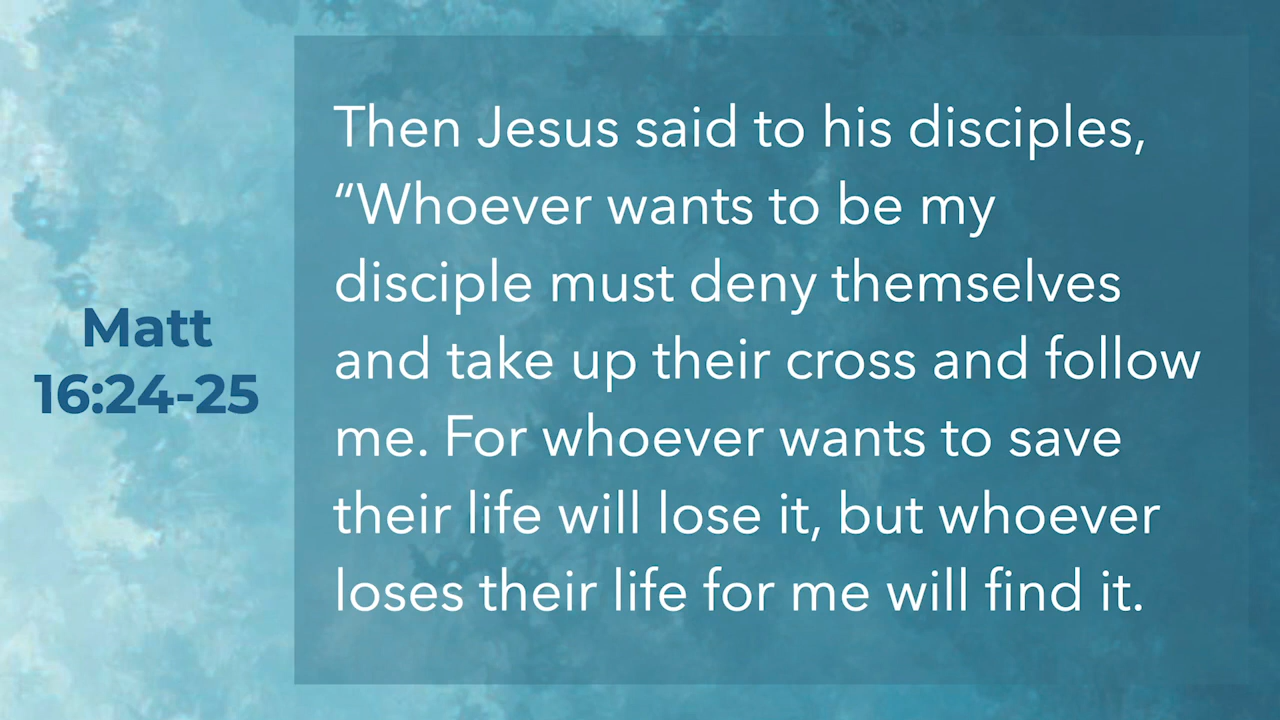 Matt
16:24-25
Then Jesus said to his disciples,
“Whoever wants to be my
disciple must deny themselves
and take up their cross and follow
me. For whoever wants to save
their life will lose it, but whoever
loses their life for me will find it.